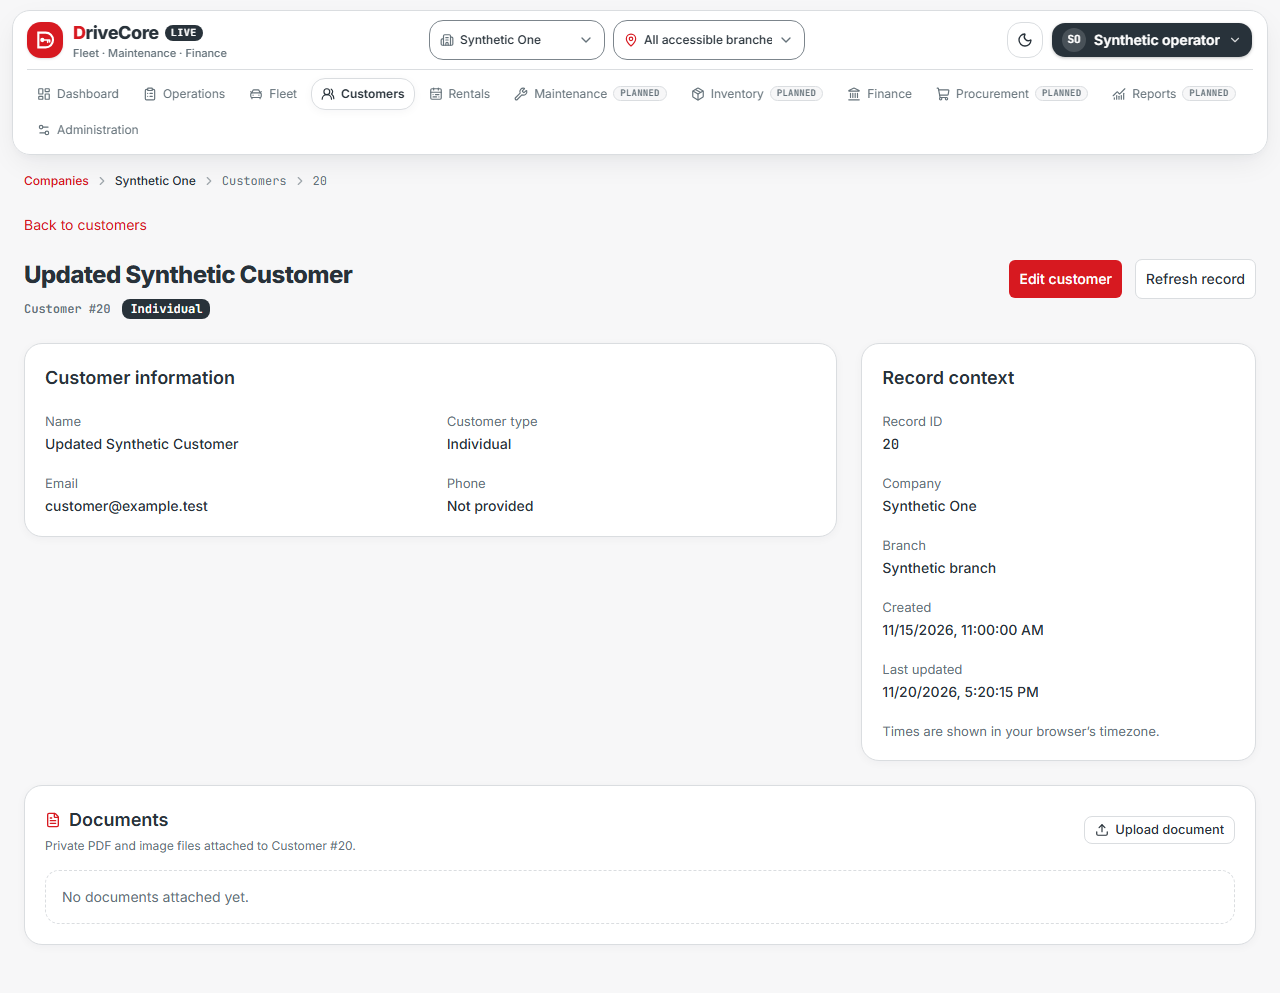 DriveCore LIVE
Fleet · Maintenance · Finance
Synthetic One
All accessible branche
SO Synthetic operator
Dashboard
Operations
Fleet
Customers
Rentals
Maintenance PLANNED
Inventory PLANNED
Finance
Procurement PLANNED
Reports PLANNED
Administration
Companies > Synthetic One > Customers > 20
Back to customers
Updated Synthetic Customer
Customer #20 Individual
Edit customer
Refresh record
Customer information
Name
Updated Synthetic Customer
Customer type
Individual
Email
customer@example.test
Phone
Not provided
Record context
Record ID
20
Company
Synthetic One
Branch
Synthetic branch
Created
11/15/2026, 11:00:00 AM
Last updated
11/20/2026, 5:20:15 PM
Times are shown in your browser’s timezone.
Documents
Private PDF and image files attached to Customer #20.
Upload document
No documents attached yet.